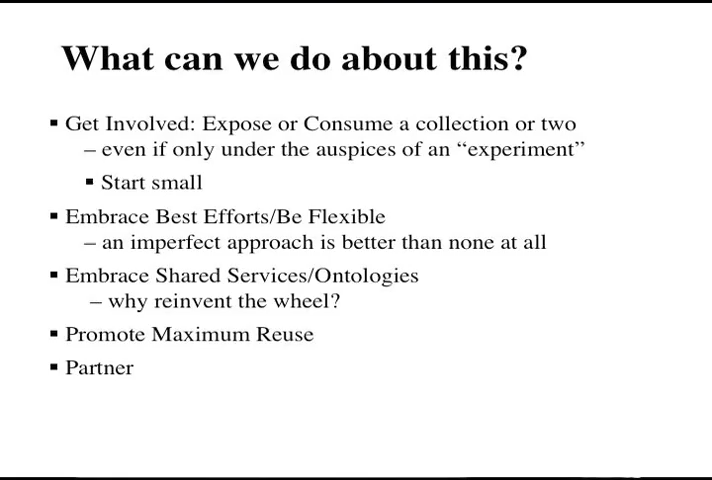 What can we do about this?
▪ Get Involved: Expose or Consume a collection or two
– even if only under the auspices of an “experiment”
▪ Start small
▪ Embrace Best Efforts/Be Flexible
– an imperfect approach is better than none at all
▪ Embrace Shared Services/Ontologies
– why reinvent the wheel?
▪ Promote Maximum Reuse
▪ Partner